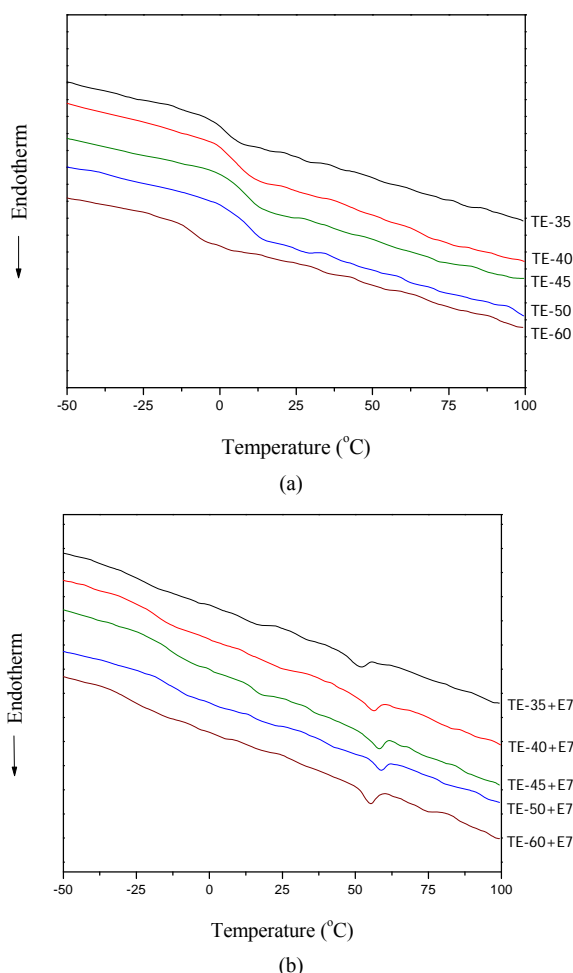 Endotherm
TE-35
TE-40
TE-45
TE-50
TE-60
-50 -25 0 25 50 75 100
Temperature (°C)
(a)
Endotherm
TE-35+E7
TE-40+E7
TE-45+E7
TE-50+E7
TE-60+E7
-50 -25 0 25 50 75 100
Temperature (°C)
(b)